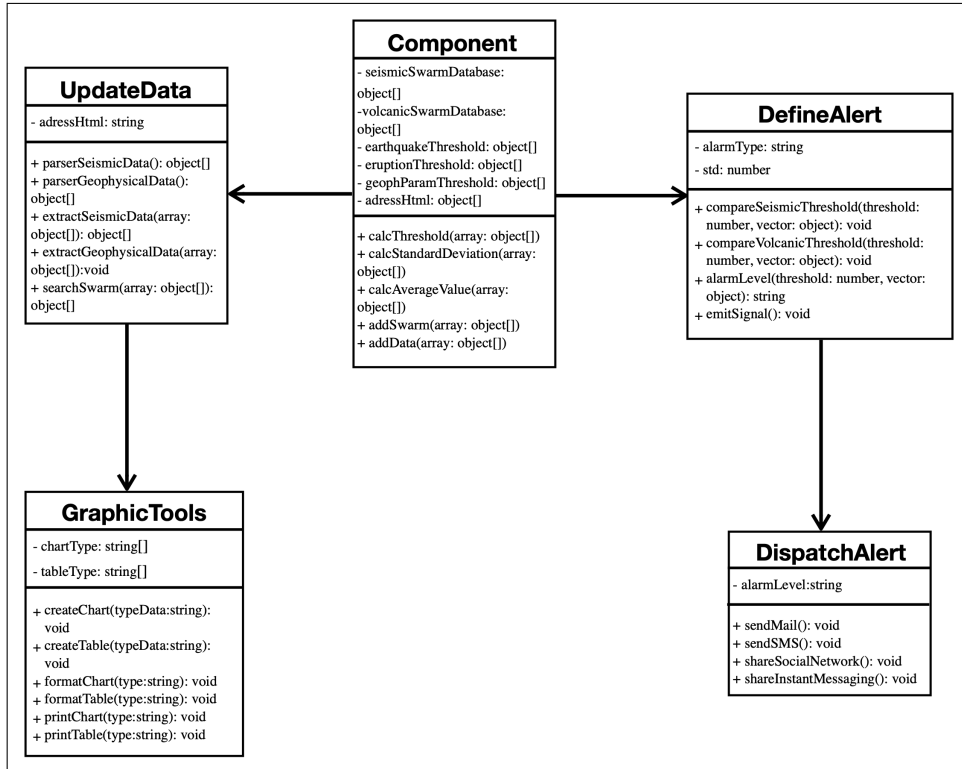 Component
- seismicSwarmDatabase:
object[]
-volcanicSwarmDatabase:
object[]
- earthquakeThreshold: object[]
- eruptionThreshold: object[]
- geophParamThreshold: object[]
- adressHtml: object[]
+ calcThreshold(array: object[])
+ calcStandardDeviation(array:
object[])
+ calcAverageValue(array:
object[])
+ addSwarm(array: object[])
+ addData(array: object[])
UpdateData
- adressHtml: string
+ parserSeismicData(): object[]
+ parserGeophysicalData():
object[]
+ extractSeismicData(array:
object[]): object[]
+ extractGeophysicalData(array:
object[]):void
+ searchSwarm(array: object[]):
object[]
DefineAlert
- alarmType: string
- std: number
+ compareSeismicThreshold(threshold:
number, vector: object): void
+ compareVolcanicThreshold(threshold:
number, vector: object): void
+ alarmLevel(threshold: number, vector:
object): string
+ emitSignal(): void
GraphicTools
- chartType: string[]
- tableType: string[]
+ createChart(typeData:string):
void
+ createTable(typeData:string):
void
+ formatChart(type:string): void
+ formatTable(type:string): void
+ printChart(type:string): void
+ printTable(type:string): void
DispatchAlert
- alarmLevel:string
+ sendMail(): void
+ sendSMS(): void
+ shareSocialNetwork(): void
+ shareInstantMessaging(): void